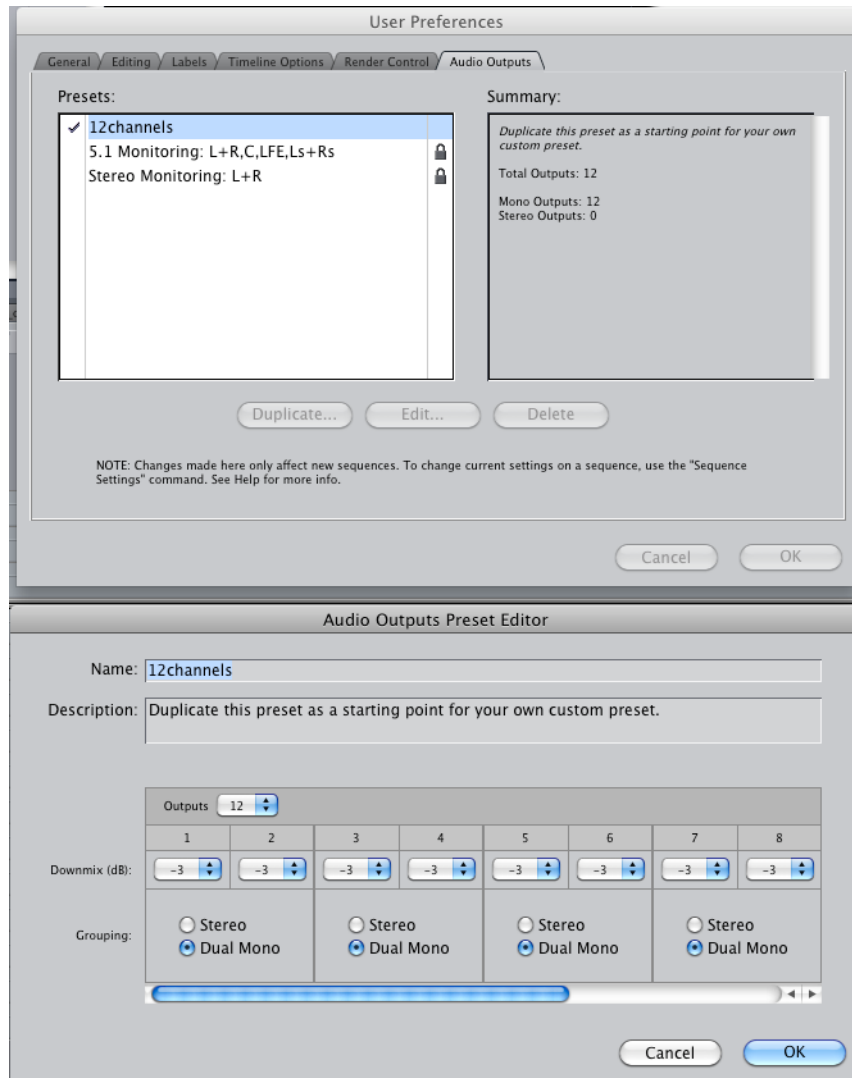 User Preferences
General Editing Labels Timeline Options Render Control Audio Outputs
Presets:
12channels
5.1 Monitoring: L+R,C,LFE,Ls+Rs
Stereo Monitoring: L+R
Summary:
Duplicate this preset as a starting point for your own
custom preset.
Total Outputs: 12
Mono Outputs: 12
Stereo Outputs: 0
Duplicate... Edit... Delete
NOTE: Changes made here only affect new sequences. To change current settings on a sequence, use the "Sequence
Settings" command. See Help for more info.
Cancel OK
Audio Outputs Preset Editor
Name: 12channels
Description: Duplicate this preset as a starting point for your own custom preset.
Outputs 12
1 2 3 4 5 6 7 8
Downmix (dB): -3 -3 -3 -3 -3 -3 -3 -3
Grouping:
Stereo Stereo Stereo Stereo
Dual Mono Dual Mono Dual Mono Dual Mono
Cancel OK